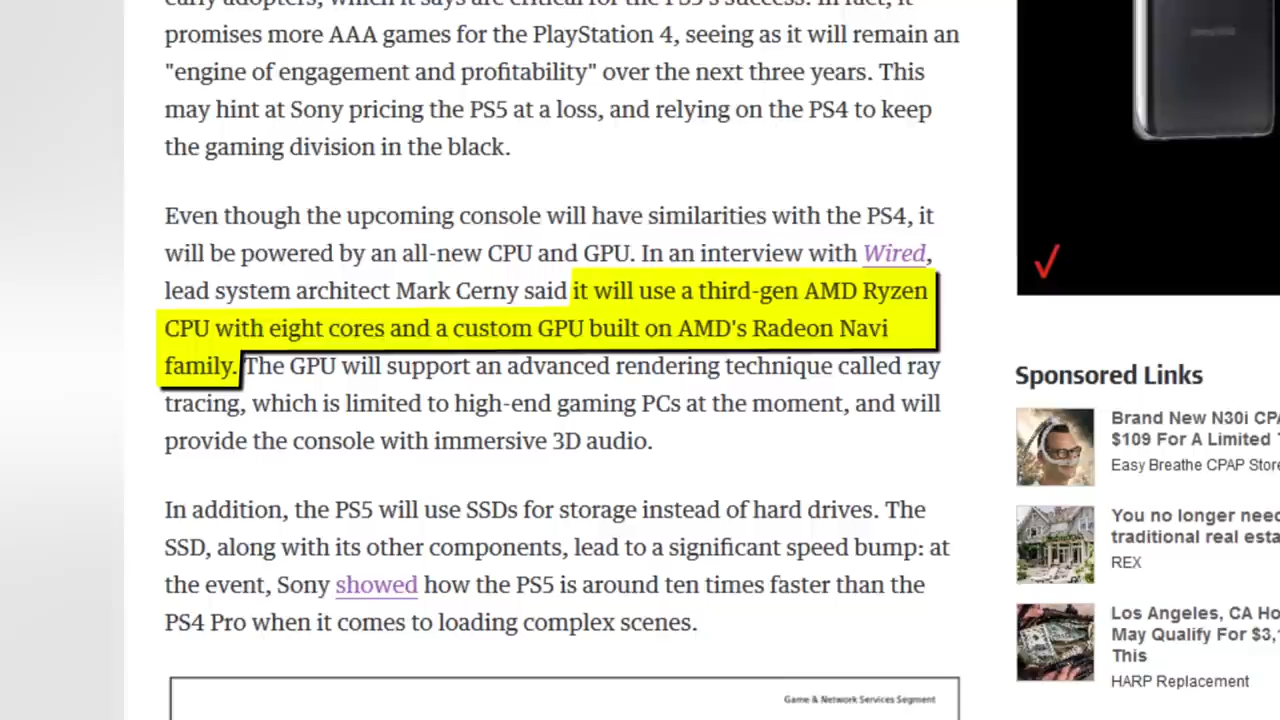 promises more AAA games for the PlayStation 4, seeing as it will remain an
"engine of engagement and profitability" over the next three years. This
may hint at Sony pricing the PS5 at a loss, and relying on the PS4 to keep
the gaming division in the black.
Even though the upcoming console will have similarities with the PS4, it
will be powered by an all-new CPU and GPU. In an interview with Wired,
lead system architect Mark Cerny said it will use a third-gen AMD Ryzen
CPU with eight cores and a custom GPU built on AMD's Radeon Navi
family. The GPU will support an advanced rendering technique called ray
tracing, which is limited to high-end gaming PCs at the moment, and will
provide the console with immersive 3D audio.
In addition, the PS5 will use SSDs for storage instead of hard drives. The
SSD, along with its other components, lead to a significant speed bump: at
the event, Sony showed how the PS5 is around ten times faster than the
PS4 Pro when it comes to loading complex scenes.
Game & Network Services Segment
Sponsored Links
Brand New N30i CPA
$109 For A Limited
Easy Breathe CPAP Store
You no longer need
traditional real esta
REX
Los Angeles, CA Ho
May Qualify For $3,
This
HARP Replacement